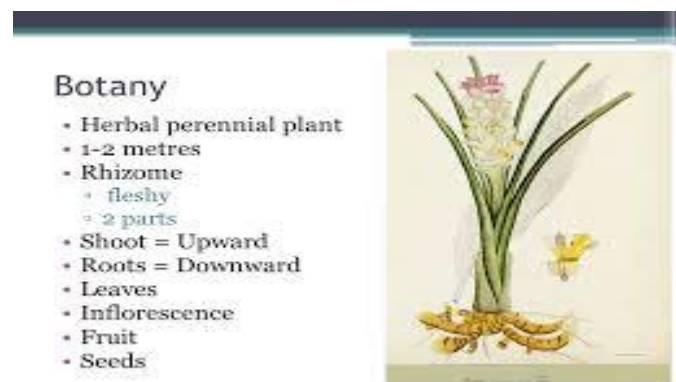 Botany
• Herbal perennial plant
• 1-2 metres
• Rhizome
◦ fleshy
◦ 2 parts
• Shoot = Upward
• Roots = Downward
• Leaves
• Inflorescence
• Fruit
• Seeds